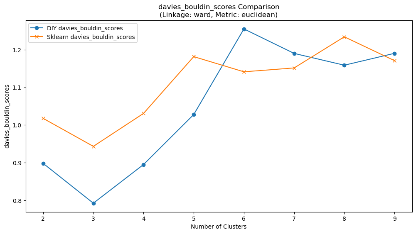 davies_bouldin_scores Comparison
(Linkage: ward, Metric: euclidean)
DIY davies_bouldin_scores
Sklearn davies_bouldin_scores
davies_bouldin_scores
1.2
1.1
1.0
0.9
0.8
2 3 4 5 6 7 8 9
Number of Clusters